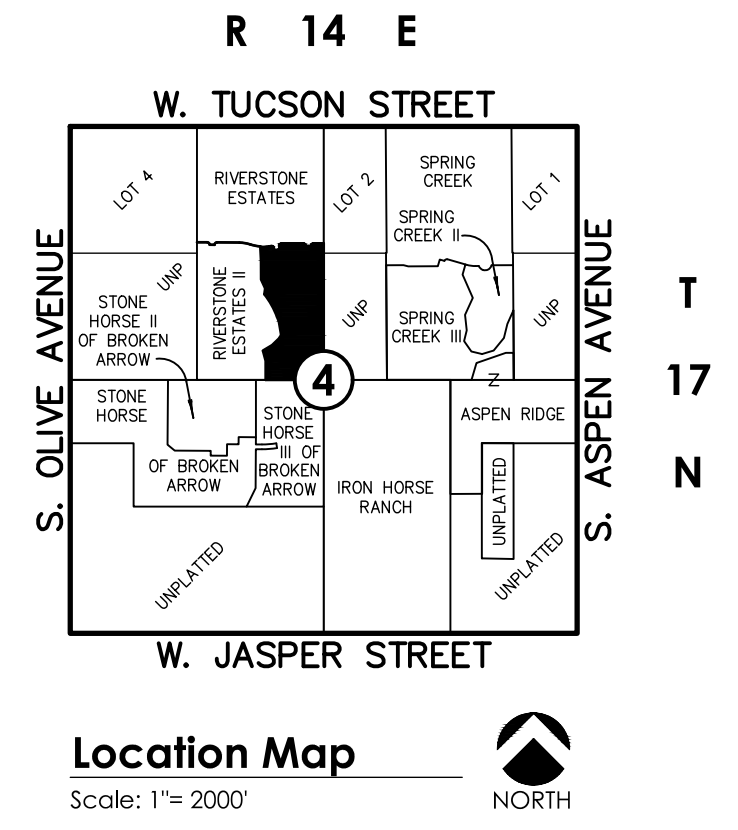 R 14 E
W. TUCSON STREET
LOT 4
RIVERSTONE
ESTATES
LOT 2
SPRING
CREEK
LOT 1
SPRING
CREEK II
S. OLIVE AVENUE
UNP
STONE
HORSE II
OF BROKEN
ARROW
RIVERSTONE
ESTATES II
UNP
SPRING
CREEK III
UNP
S. ASPEN AVENUE
T
17
N
4
N
STONE
HORSE
OF BROKEN
ARROW
STONE
HORSE
III OF
BROKEN
ARROW
IRON HORSE
RANCH
ASPEN RIDGE
UNPLATTED
UNPLATTED
UNPLATTED
W. JASPER STREET
Location Map
Scale: 1"= 2000'
NORTH